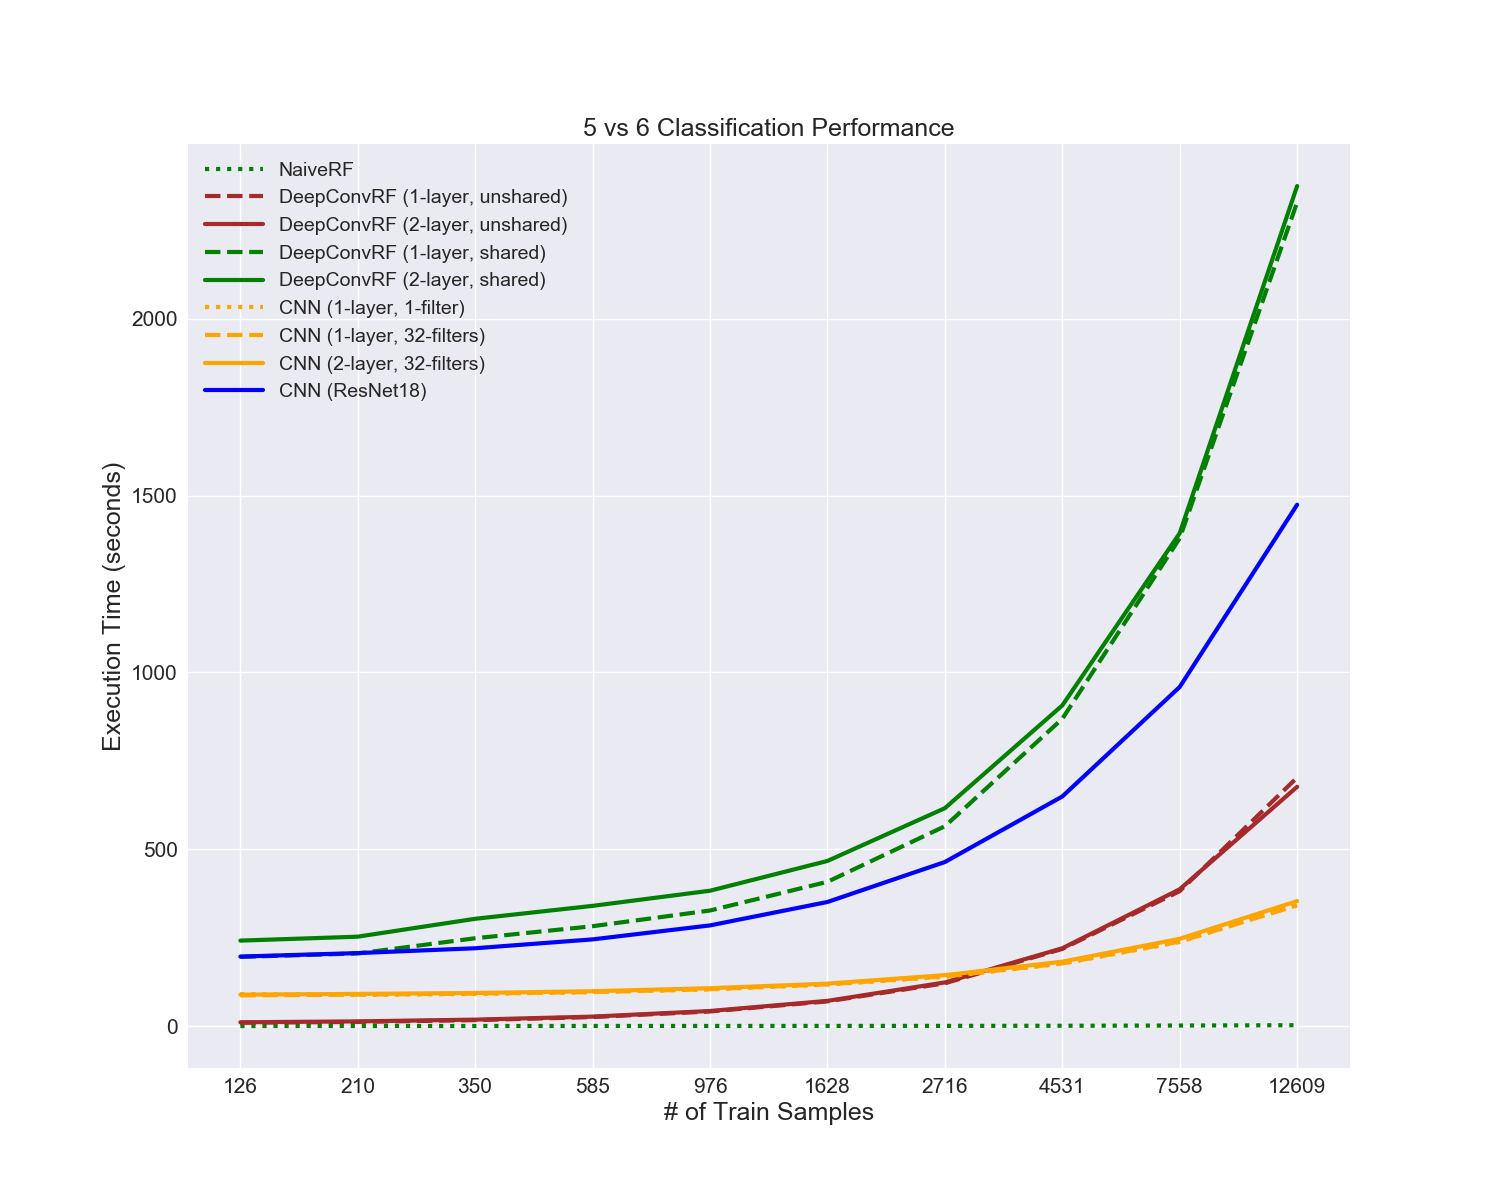 5 vs 6 Classification Performance
NaiveRF
DeepConvRF (1-layer, unshared)
DeepConvRF (2-layer, unshared)
DeepConvRF (1-layer, shared)
DeepConvRF (2-layer, shared)
CNN (1-layer, 1-filter)
CNN (1-layer, 32-filters)
CNN (2-layer, 32-filters)
CNN (ResNet18)
Execution Time (seconds)
2000
1500
1000
500
0
126 210 350 585 976 1628 2716 4531 7558 12609
# of Train Samples